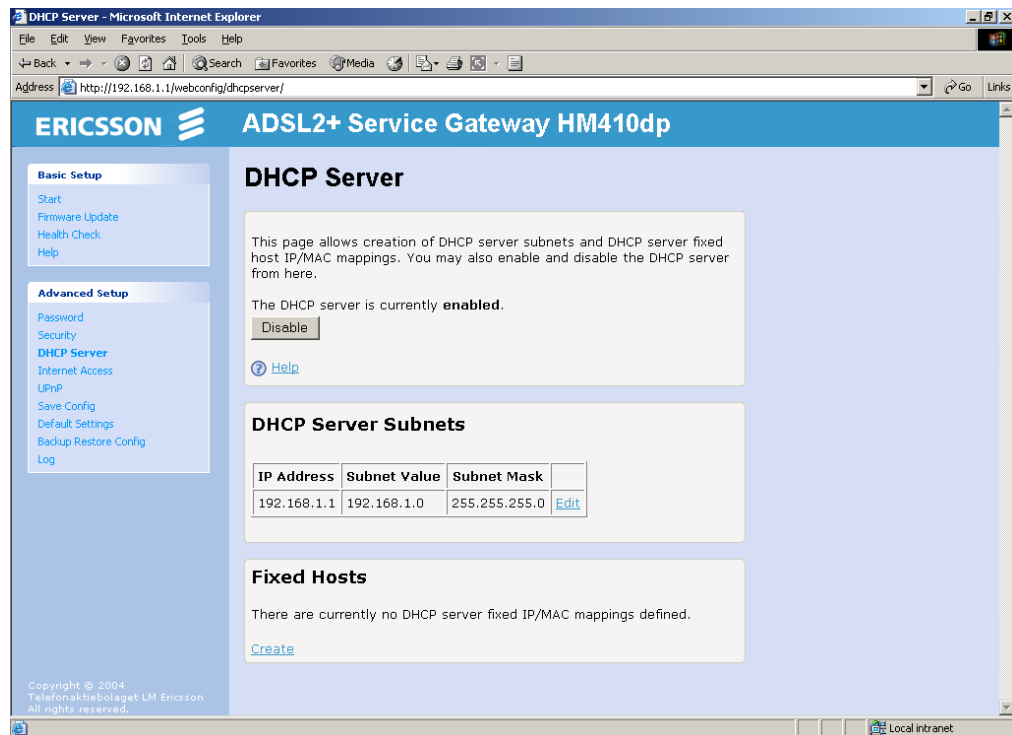 DHCP Server - Microsoft Internet Explorer
File Edit View Favorites Tools Help
Back Search Favorites Media
Address http://192.168.1.1/webconfig/dhcpserver/ Go Links
ERICSSON ADSL2+ Service Gateway HM410dp
Basic Setup
Start
Firmware Update
Health Check
Help
Advanced Setup
Password
Security
DHCP Server
Internet Access
UPnP
Save Config
Default Settings
Backup Restore Config
Log
Copyright © 2004
Telefonaktiebolaget LM Ericsson
All rights reserved.
DHCP Server
This page allows creation of DHCP server subnets and DHCP server fixed
host IP/MAC mappings. You may also enable and disable the DHCP server
from here.
The DHCP server is currently enabled.
Disable
Help
DHCP Server Subnets
IP Address Subnet Value Subnet Mask
192.168.1.1 192.168.1.0 255.255.255.0 Edit
Fixed Hosts
There are currently no DHCP server fixed IP/MAC mappings defined.
Create
Local intranet